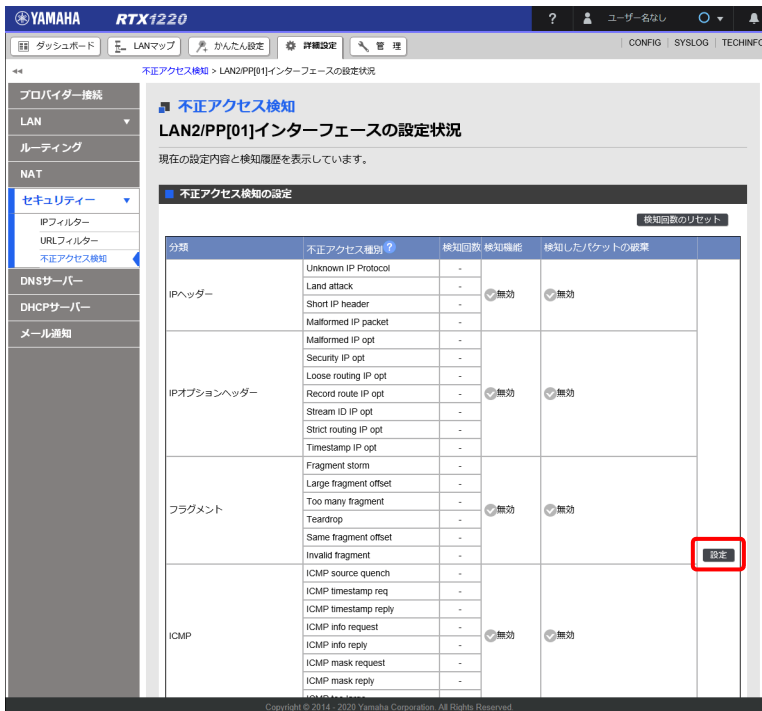 YAMAHA RTX1220 ? ユーザー名なし
ダッシュボード LANマップ かんたん設定 詳細設定 管 理 CONFIG SYSLOG TECHINFO
不正アクセス検知 > LAN2/PP[01]インターフェースの設定状況
プロバイダー接続
LAN
ルーティング
NAT
セキュリティー
IPフィルター
URLフィルター
不正アクセス検知
DNSサーバー
DHCPサーバー
メール通知
不正アクセス検知
LAN2/PP[01]インターフェースの設定状況
現在の設定内容と検知履歴を表示しています。
不正アクセス検知の設定
検知回数のリセット
分類 不正アクセス種別 ? 検知回数 検知機能 検知したパケットの破棄
IPヘッダー 無効 無効
Unknown IP Protocol -
Land attack -
Short IP header -
Malformed IP packet -
IPオプションヘッダー 無効 無効
Malformed IP opt -
Security IP opt -
Loose routing IP opt -
Record route IP opt -
Stream ID IP opt -
Strict routing IP opt -
Timestamp IP opt -
フラグメント 無効 無効
Fragment storm -
Large fragment offset -
Too many fragment -
Teardrop -
Same fragment offset -
Invalid fragment -
設定
ICMP 無効 無効
ICMP source quench -
ICMP timestamp req -
ICMP timestamp reply -
ICMP info request -
ICMP info reply -
ICMP mask request -
ICMP mask reply -
Copyright © 2014 - 2020 Yamaha Corporation. All Rights Reserved.